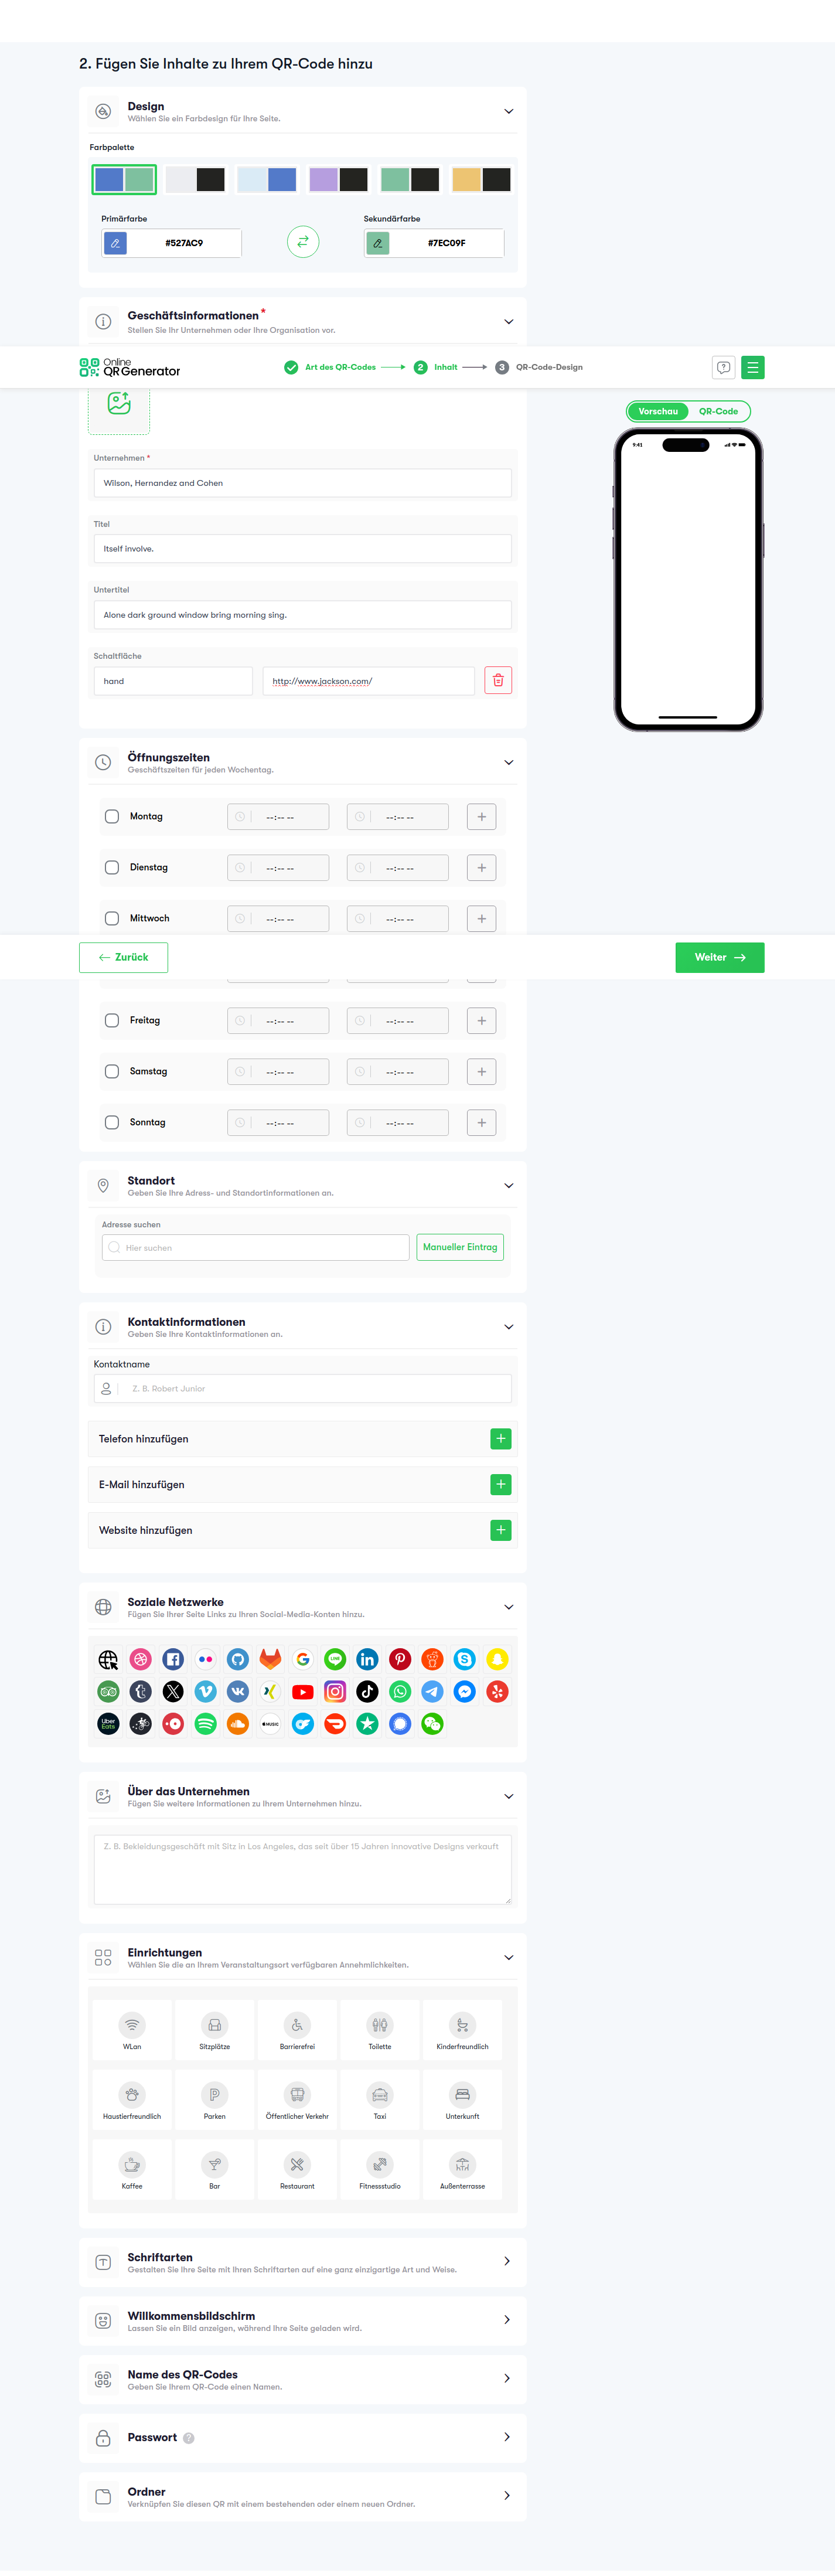 2. Fügen Sie Inhalte zu Ihrem QR-Code hinzu
Design
Wählen Sie ein Farbdesign für Ihre Seite.
Farbpalette
Primärfarbe
Sekundärfarbe
#527AC9
#7EC09F
Geschäftsinformationen *
Stellen Sie Ihr Unternehmen oder Ihre Organisation vor.
Online
QR Generator
Art des QR-Codes
2
Inhalt
3
QR-Code-Design
Vorschau
QR-Code
9:41
Unternehmen *
Wilson, Hernandez and Cohen
Titel
Itself involve.
Untertitel
Alone dark ground window bring morning sing.
Schaltfläche
hand
http://www.jackson.com/
Öffnungszeiten
Geschäftszeiten für jeden Wochentag.
Montag
--:-- --
--:-- --
Dienstag
--:-- --
--:-- --
Mittwoch
--:-- --
--:-- --
Zurück
Weiter
Freitag
--:-- --
--:-- --
Samstag
--:-- --
--:-- --
Sonntag
--:-- --
--:-- --
Standort
Geben Sie Ihre Adress- und Standortinformationen an.
Adresse suchen
Hier suchen
Manueller Eintrag
Kontaktinformationen
Geben Sie Ihre Kontaktinformationen an.
Kontaktname
Z. B. Robert Junior
Telefon hinzufügen
E-Mail hinzufügen
Website hinzufügen
Soziale Netzwerke
Fügen Sie Ihrer Seite Links zu Ihren Social-Media-Konten hinzu.
LINE
Uber Eats
MUSIC
Über das Unternehmen
Fügen Sie weitere Informationen zu Ihrem Unternehmen hinzu.
Z. B. Bekleidungsgeschäft mit Sitz in Los Angeles, das seit über 15 Jahren innovative Designs verkauft
Einrichtungen
Wählen Sie die an Ihrem Veranstaltungsort verfügbaren Annehmlichkeiten.
WLan
Sitzplätze
Barrierefrei
Toilette
Kinderfreundlich
Haustierfreundlich
Parken
Öffentlicher Verkehr
Taxi
Unterkunft
Kaffee
Bar
Restaurant
Fitnessstudio
Außenterrasse
Schriftarten
Gestalten Sie Ihre Seite mit Ihren Schriftarten auf eine ganz einzigartige Art und Weise.
Willkommensbildschirm
Lassen Sie ein Bild anzeigen, während Ihre Seite geladen wird.
Name des QR-Codes
Geben Sie Ihrem QR-Code einen Namen.
Passwort ?
Ordner
Verknüpfen Sie diesen QR mit einem bestehenden oder einem neuen Ordner.